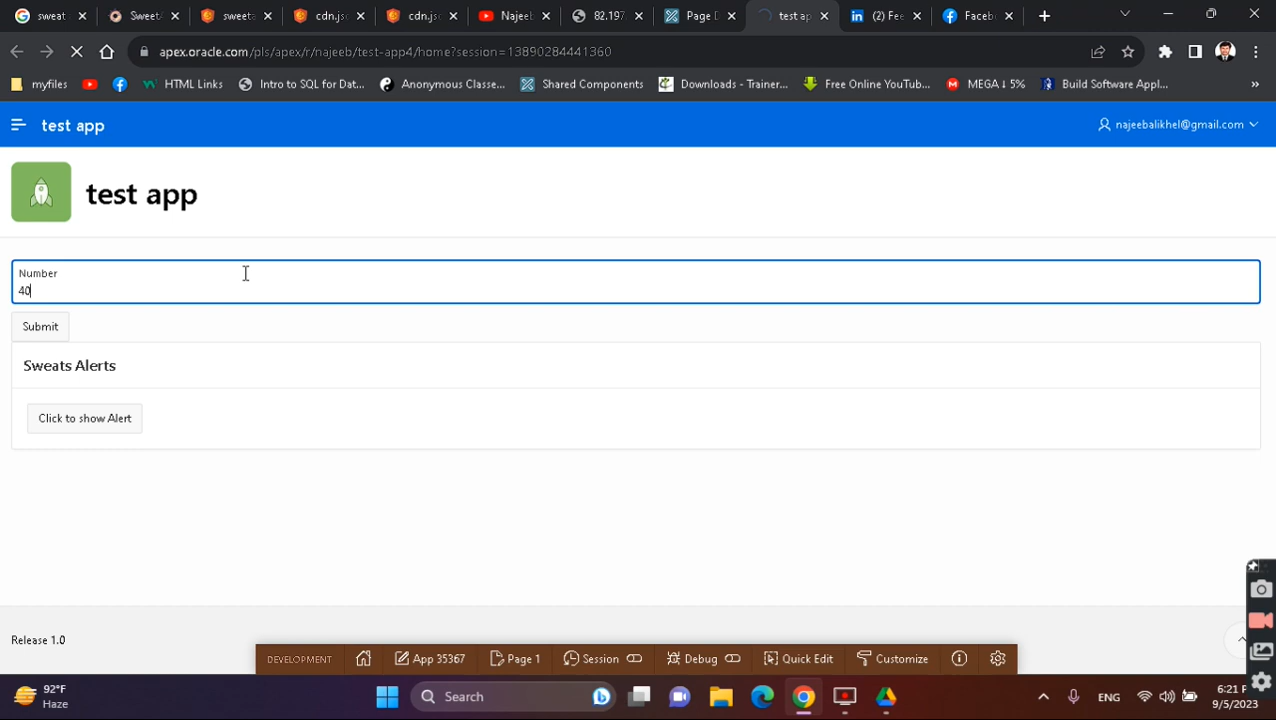 sweat
SweetA
sweeta
cdn.js
cdn.js
Najee
82.197
Page
test ap
(2) Fe
Faceb
apex.oracle.com/pls/apex/r/najeeb/test-app4/home?session=13890284441360
myfiles
HTML Links
Intro to SQL for Dat...
Anonymous Classe...
Shared Components
Downloads - Trainer...
Free Online YouTub...
MEGA ↓ 5%
Build Software Appl...
»
test app
najeebalikhel@gmail.com
test app
Number
40
Submit
Sweats Alerts
Click to show Alert
Release 1.0
DEVELOPMENT
App 35367
Page 1
Session
Debug
Quick Edit
Customize
92°F
Haze
Search
ENG
6:21 P
9/5/2023